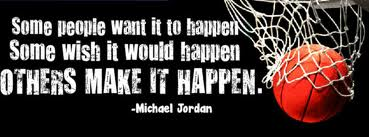 Some people want it to happen
Some wish it would happen
OTHERS MAKE IT HAPPEN.
-Michael Jordan